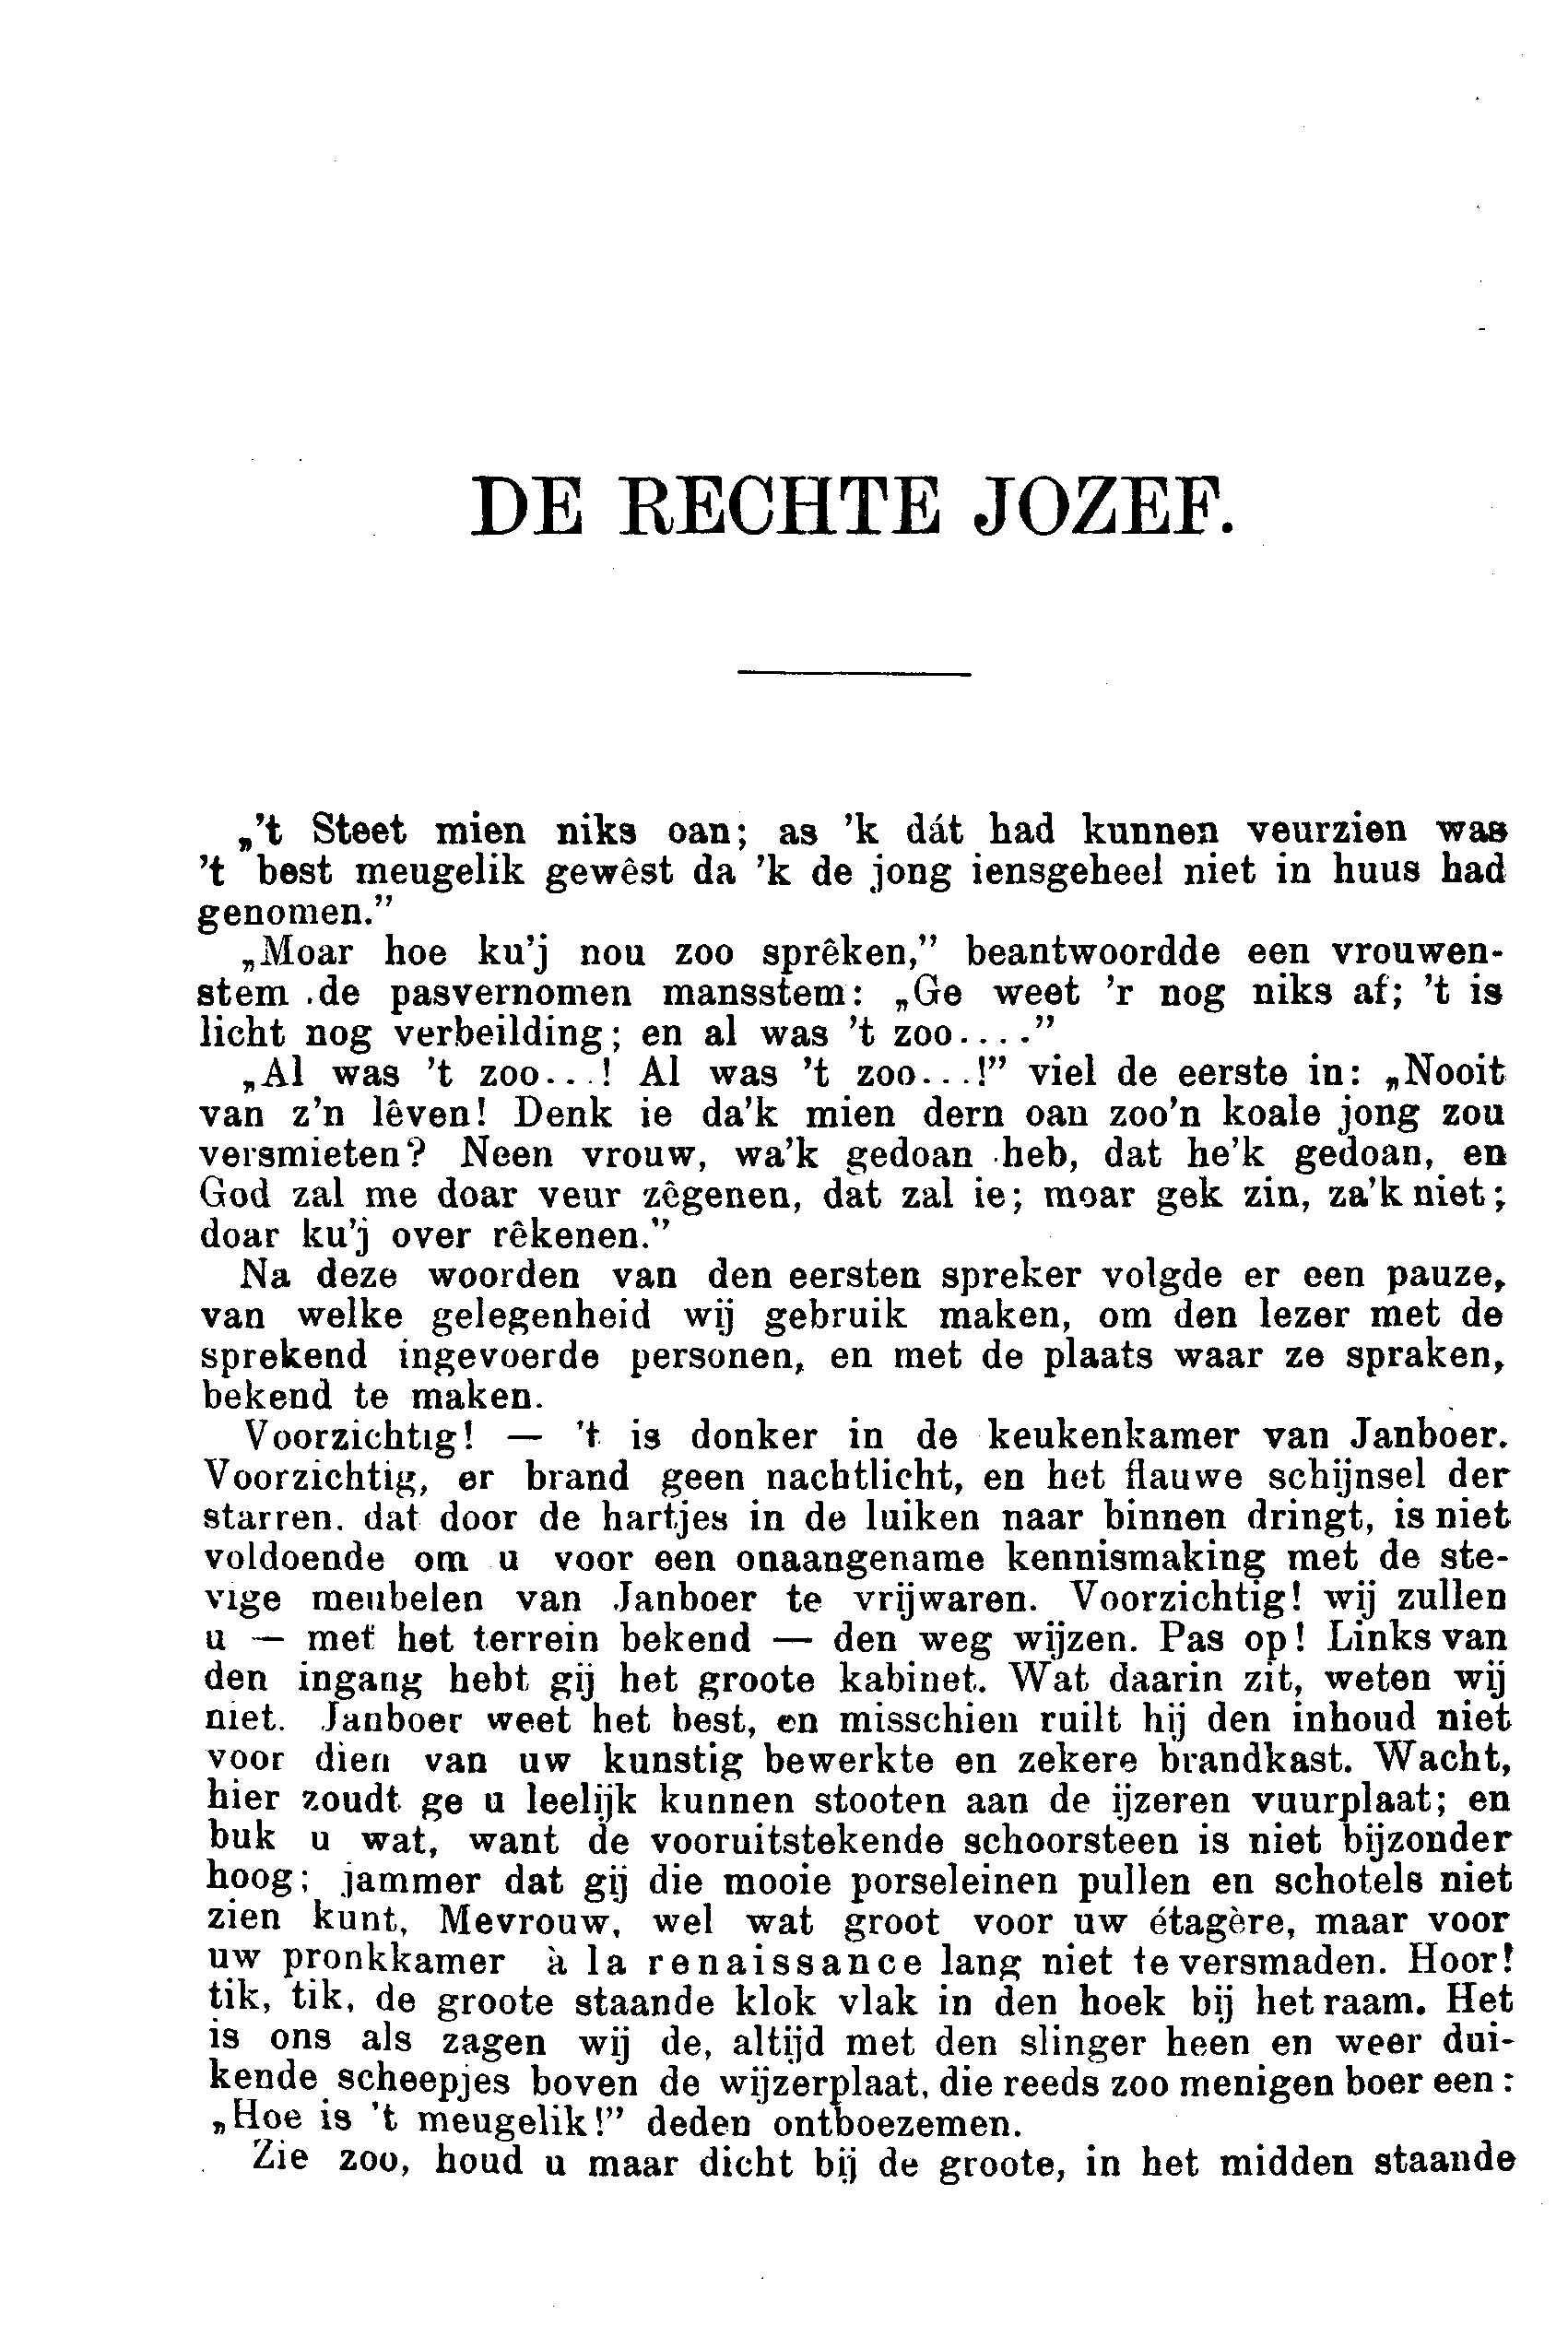 DE RECHTE JOZEF.
„'t Steet mien niks oan; as 'k dát had kunnen veurzien was
't best meugelik gewêst da 'k de jong iensgeheel niet in huus had
genomen.”
„Moar hoe ku'j nou zoo sprêken,” beantwoordde een vrouwen-
stem de pasvernomen mansstem: „Ge weet 'r nog niks af; 't is
licht nog verbeilding; en al was 't zoo....”
„Al was 't zoo...! Al was 't zoo...!” viel de eerste in: „Nooit
van z'n lêven! Denk ie da'k mien dern oan zoo'n koale jong zou
versmieten? Neen vrouw, wa'k gedoan heb, dat he'k gedoan, en
God zal me doar veur zêgenen, dat zal ie; moar gek zin, za'k niet;
doar ku'j over rêkenen.”
Na deze woorden van den eersten spreker volgde er een pauze,
van welke gelegenheid wij gebruik maken, om den lezer met de
sprekend ingevoerde personen, en met de plaats waar ze spraken,
bekend te maken.
Voorzichtig! — 't is donker in de keukenkamer van Janboer.
Voorzichtig, er brand geen nachtlicht, en het flauwe schijnsel der
starren. dat door de hartjes in de luiken naar binnen dringt, is niet
voldoende om u voor een onaangename kennismaking met de ste-
vige meubelen van Janboer te vrijwaren. Voorzichtig! wij zullen
u — met het terrein bekend — den weg wijzen. Pas op! Links van
den ingang hebt gij het groote kabinet. Wat daarin zit, weten wij
niet. Janboer weet het best, en misschien ruilt hij den inhoud niet
voor dien van uw kunstig bewerkte en zekere brandkast. Wacht,
hier zoudt ge u leelijk kunnen stooten aan de ijzeren vuurplaat; en
buk u wat, want de vooruitstekende schoorsteen is niet bijzonder
hoog; jammer dat gij die mooie porseleinen pullen en schotels niet
zien kunt, Mevrouw, wel wat groot voor uw étagère, maar voor
uw pronkkamer à la renaissance lang niet te versmaden. Hoor!
tik, tik, de groote staande klok vlak in den hoek bij het raam. Het
is ons als zagen wij de, altijd met den slinger heen en weer dui-
kende scheepjes boven de wijzerplaat, die reeds zoo menigen boer een:
„Hoe is 't meugelik!” deden ontboezemen.
Zie zoo, houd u maar dicht bij de groote, in het midden staande